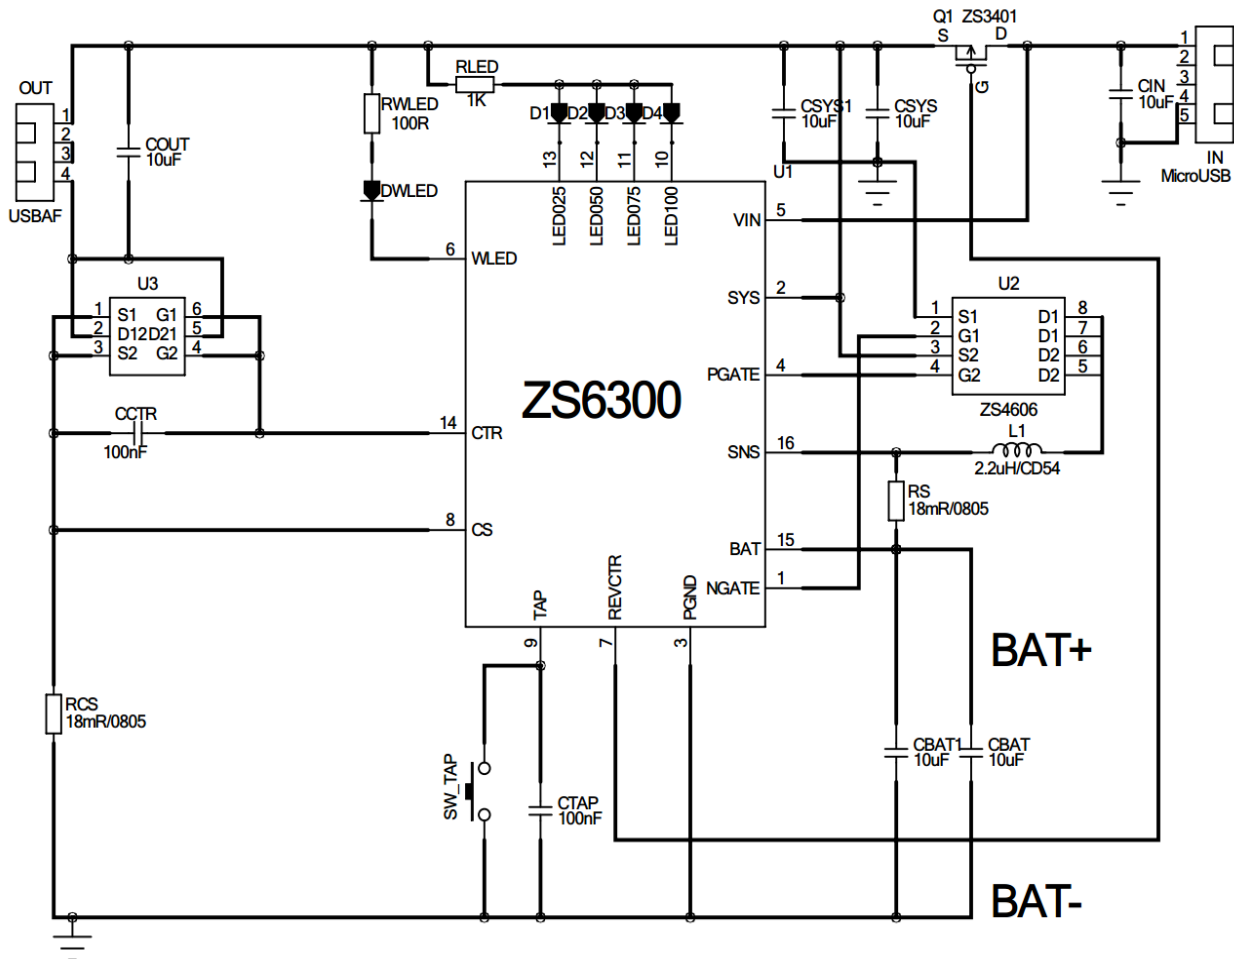 Q1 ZS3401
S D
G
OUT
1
2
3
4
USBAF
COUT
10uF
RWLED
100R
DWLED
RLED
1K
D1 D2 D3 D4
13 12 11 10
LED025 LED050 LED075 LED100
CSYS1
10uF
CSYS
10uF
CIN
10uF
1
2
3
4
5
IN
MicroUSB
U1
VIN 5
6 WLED
SYS 2
PGATE 4
ZS6300
14 CTR
SNS 16
8 CS
BAT 15
NGATE 1
TAP REVCTR PGND
9 7 3
U3
1 S1 G1 6
2 D12 D21 5
3 S2 G2 4
CCTR
100nF
U2
1 S1 D1 8
2 G1 D1 7
3 S2 D2 6
4 G2 D2 5
ZS4606
L1
2.2uH/CD54
RS
18mR/0805
BAT+
RCS
18mR/0805
SW_TAP
CTAP
100nF
CBAT1
10uF
CBAT
10uF
BAT-